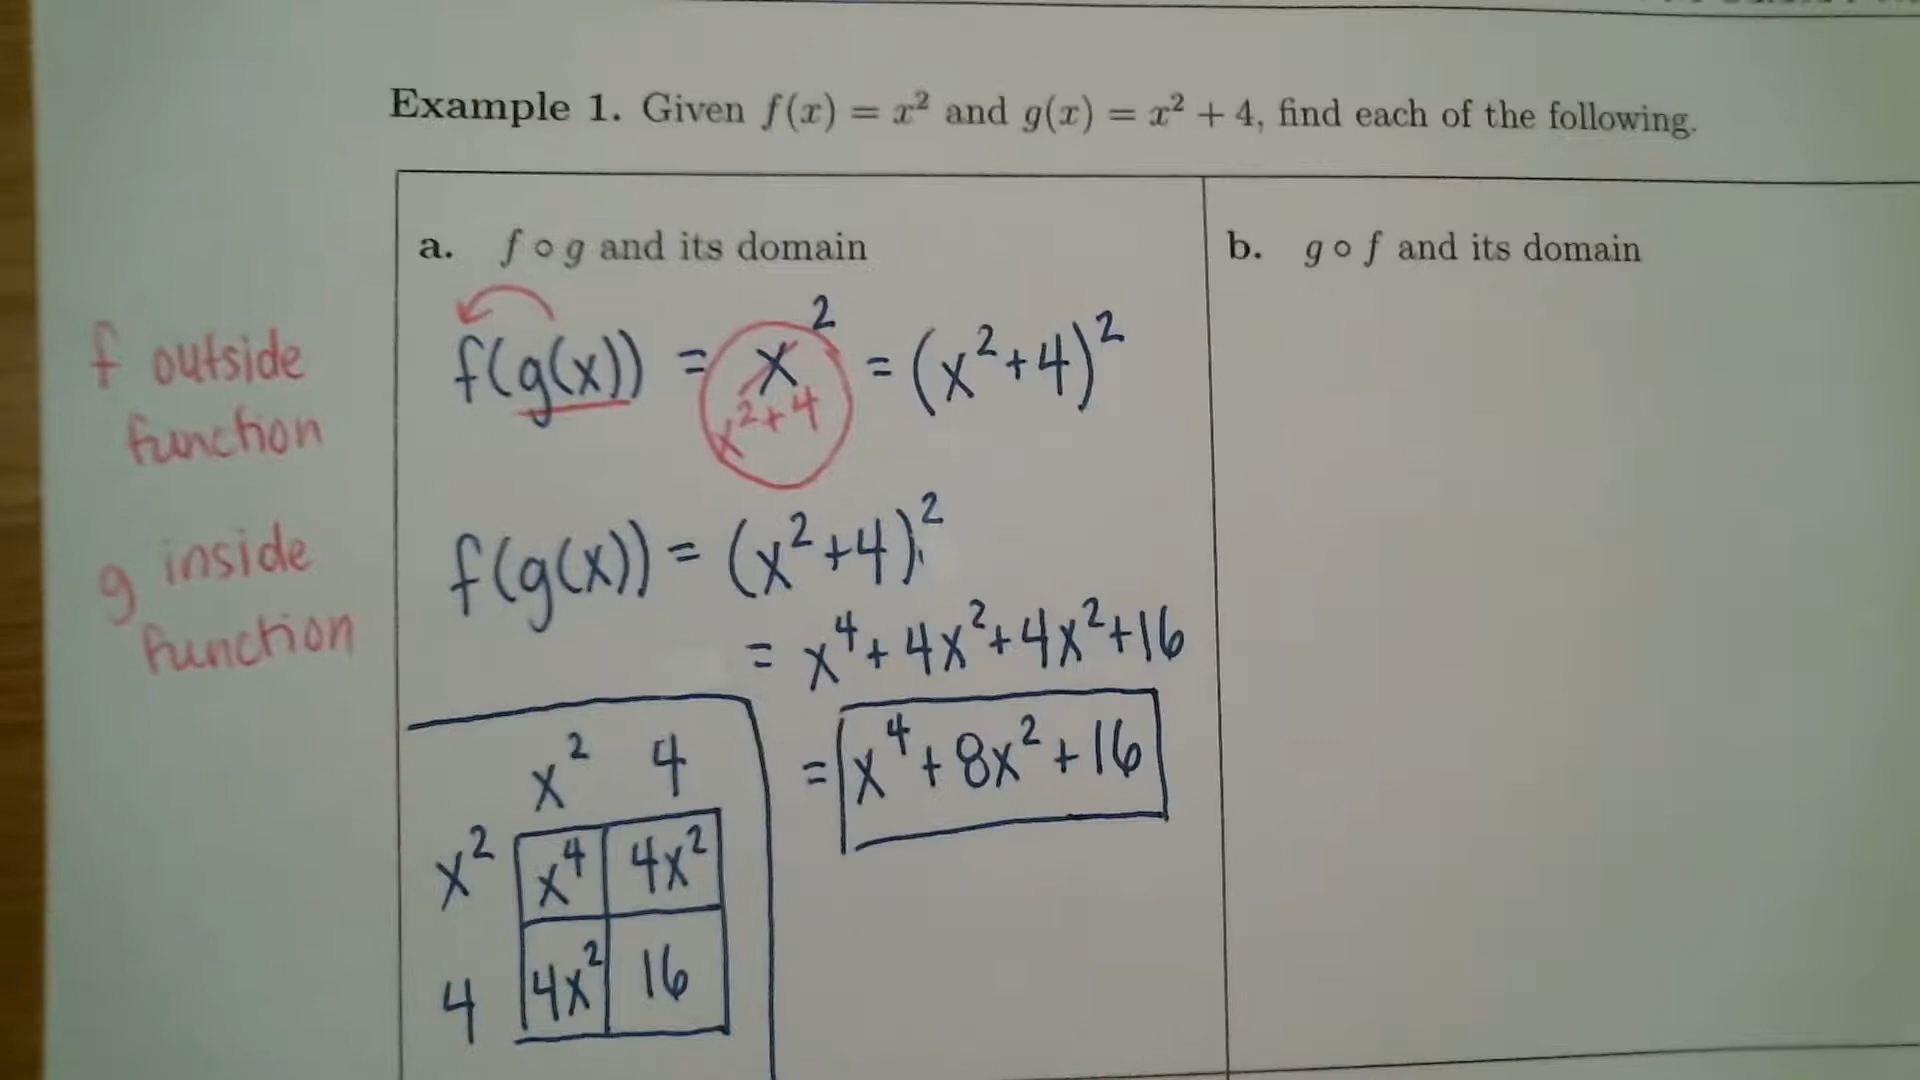 Example 1. Given f(x) = x² and g(x) = x² + 4, find each of the following.
a. f ∘ g and its domain
f(g(x)) = x² = (x²+4)²
x²+4
f outside
function
g inside
function
f(g(x)) = (x²+4)²
= x⁴+4x²+4x²+16
= x⁴+8x²+16
x² 4
x² x⁴ 4x²
4 4x² 16
b. g ∘ f and its domain